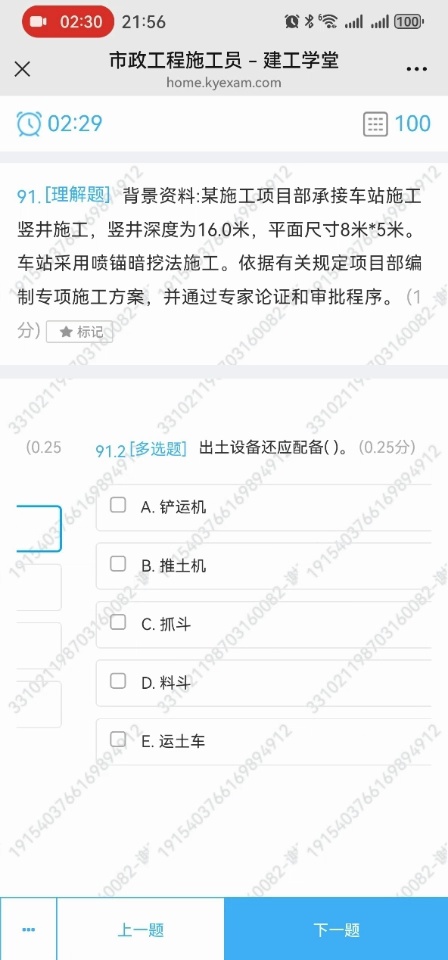 02:30 21:56 100
市政工程施工员 – 建工学堂
home.kyexam.com
02:29 100
91.[理解题] 背景资料:某施工项目部承接车站施工
竖井施工，竖井深度为16.0米，平面尺寸8米*5米。
车站采用喷锚暗挖法施工。依据有关规定项目部编
制专项施工方案，并通过专家论证和审批程序。(1
分) ★ 标记
(0.25
91.2[多选题] 出土设备还应配备( )。(0.25分)
A. 铲运机
B. 推土机
C. 抓斗
D. 料斗
E. 运土车
上一题 下一题